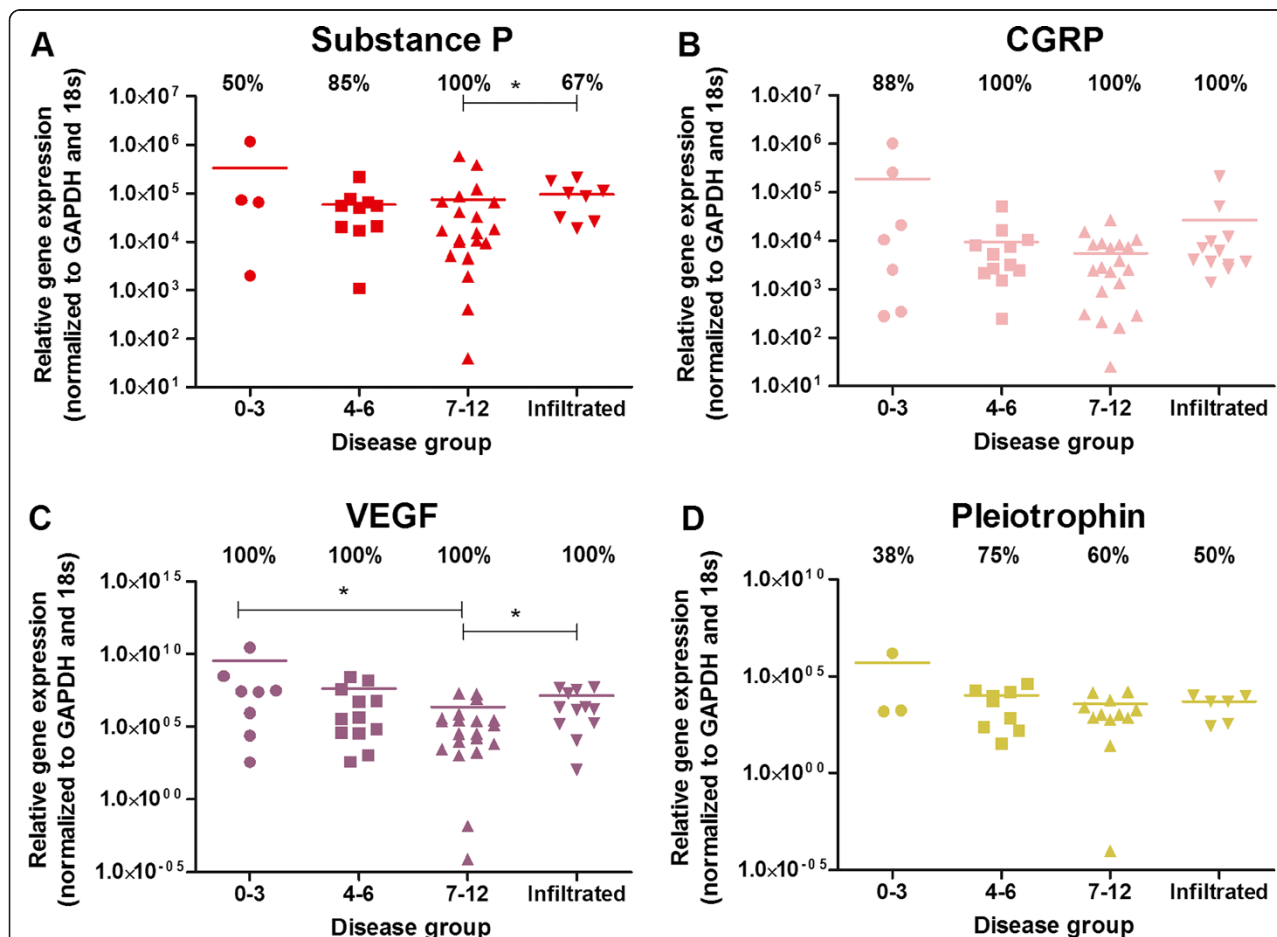 A Substance P
50% 85% 100% * 67%
1.0×10⁷
1.0×10⁶
1.0×10⁵
1.0×10⁴
1.0×10³
1.0×10²
1.0×10¹
Relative gene expression
(normalized to GAPDH and 18s)
0-3 4-6 7-12 Infiltrated
Disease group
B CGRP
88% 100% 100% 100%
1.0×10⁷
1.0×10⁶
1.0×10⁵
1.0×10⁴
1.0×10³
1.0×10²
1.0×10¹
Relative gene expression
(normalized to GAPDH and 18s)
0-3 4-6 7-12 Infiltrated
Disease group
C VEGF
100% 100% 100% 100%
1.0×10¹⁵
* *
1.0×10¹⁰
1.0×10⁰⁵
1.0×10⁰⁰
1.0×10⁻⁰⁵
Relative gene expression
(normalized to GAPDH and 18s)
0-3 4-6 7-12 Infiltrated
Disease group
D Pleiotrophin
38% 75% 60% 50%
1.0×10¹⁰
1.0×10⁰⁵
1.0×10⁰⁰
1.0×10⁻⁰⁵
Relative gene expression
(normalized to GAPDH and 18s)
0-3 4-6 7-12 Infiltrated
Disease group